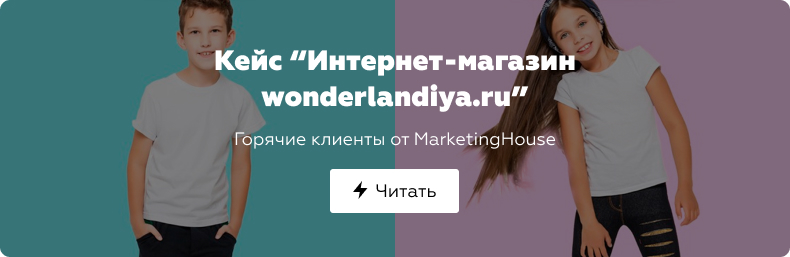 Кейс “Интернет-магазин
wonderlandiya.ru”
Горячие клиенты от MarketingHouse
Читать